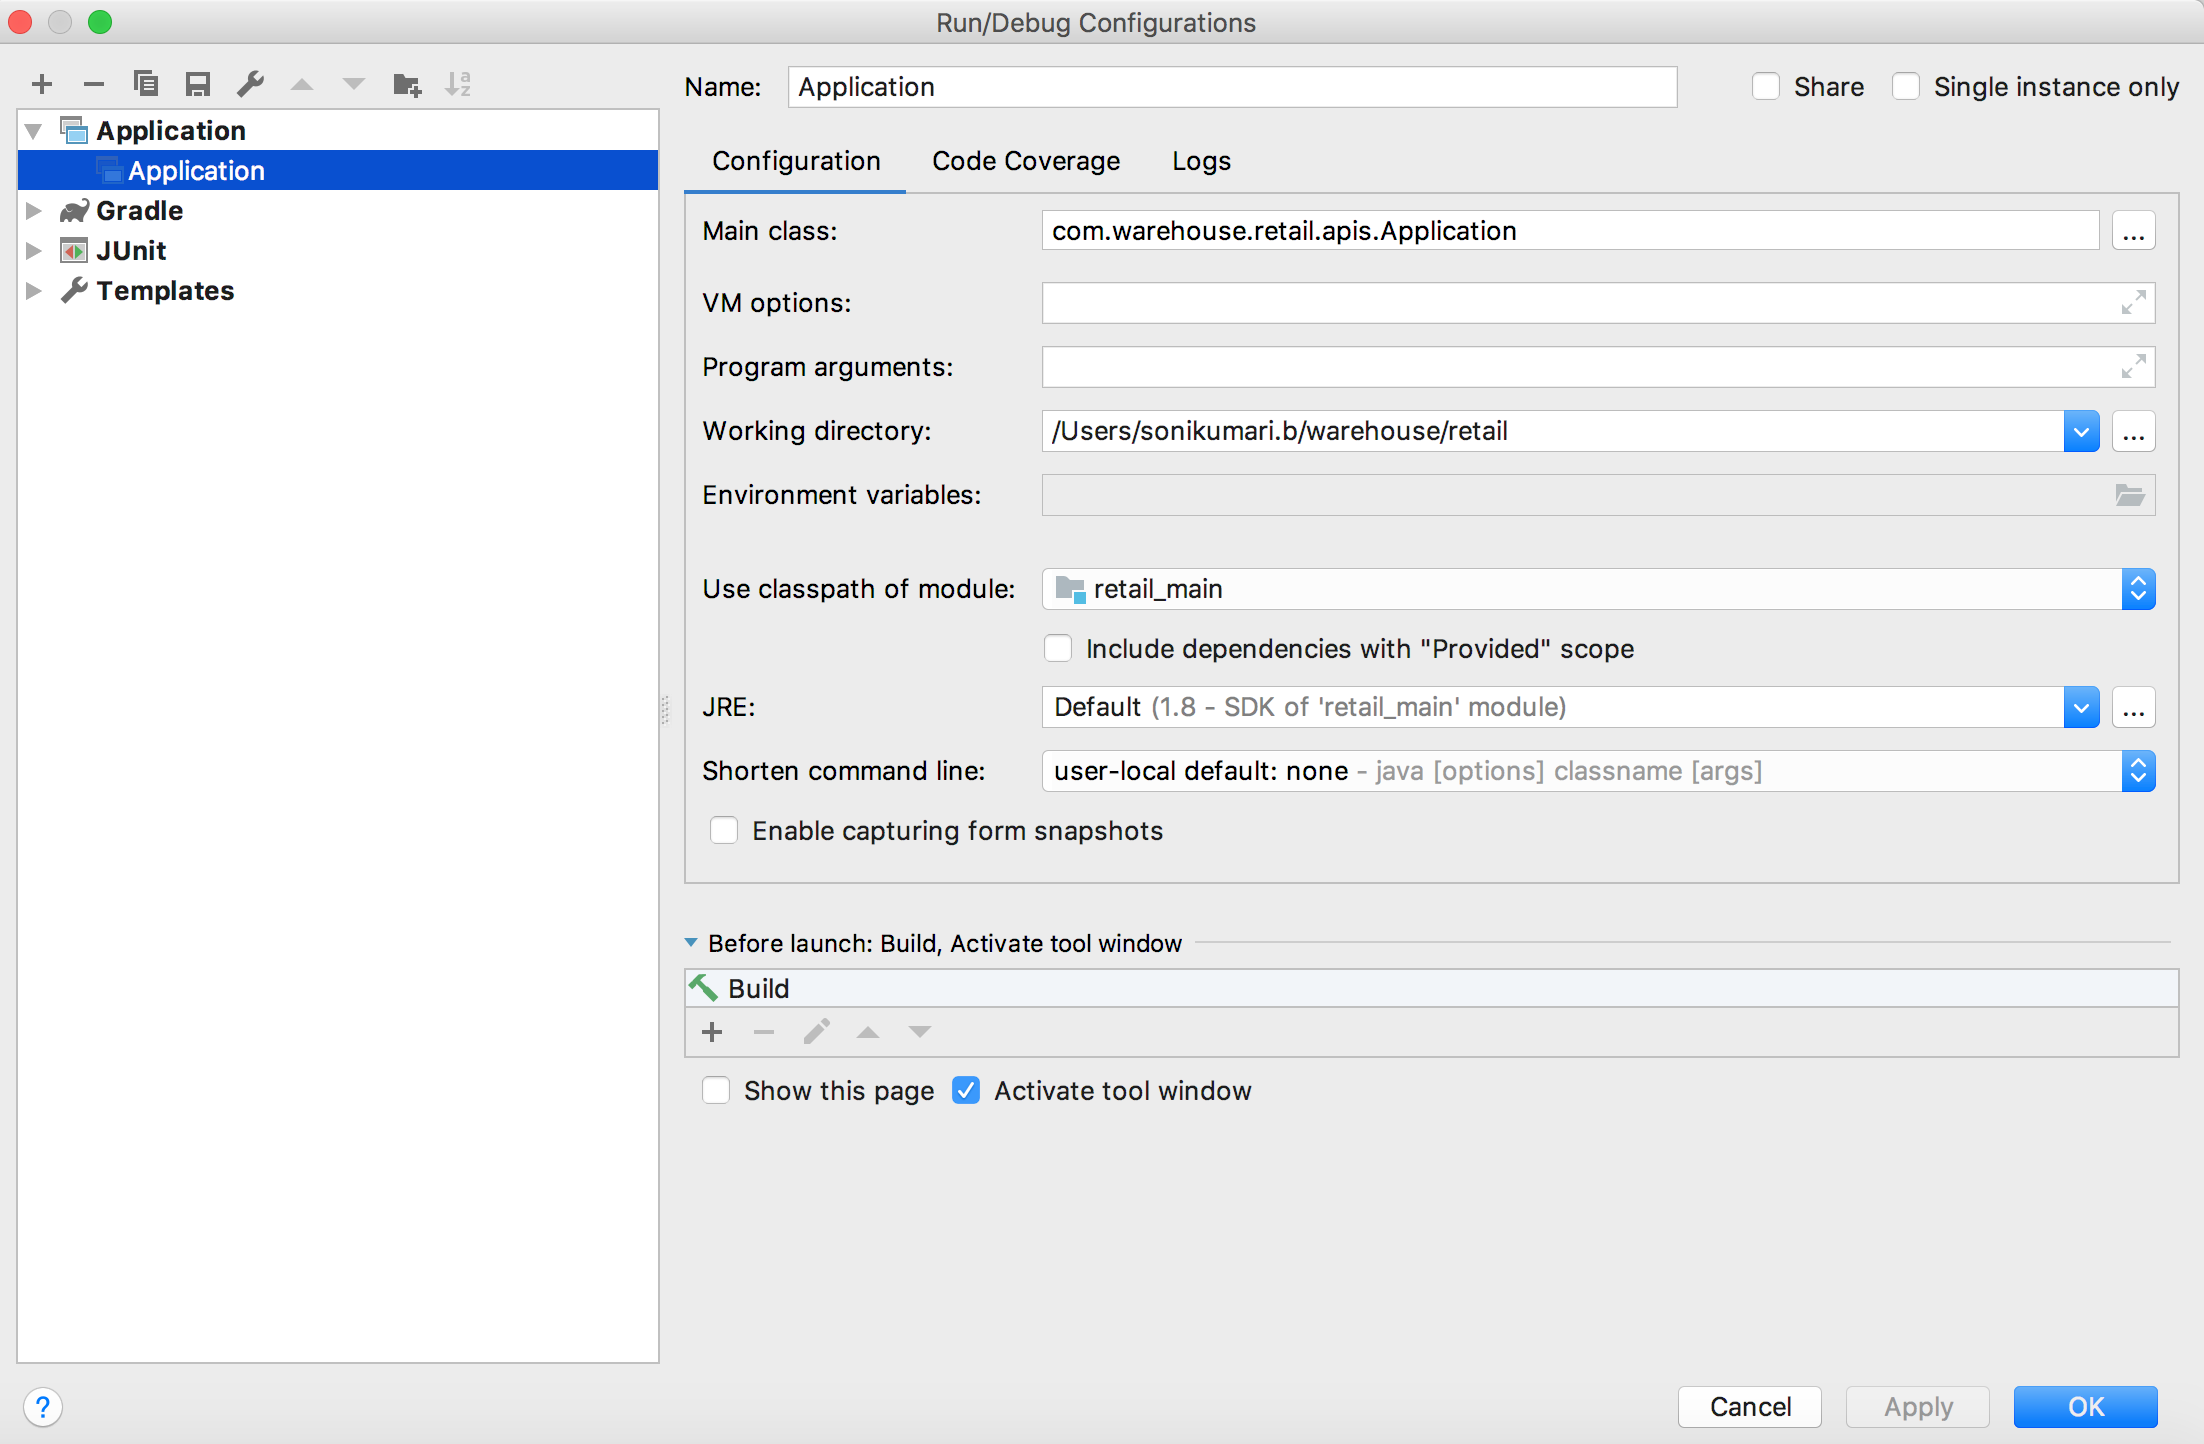 Run/Debug Configurations
Application
Application
Gradle
JUnit
Templates
Name: Application
Share
Single instance only
Configuration Code Coverage Logs
Main class: com.warehouse.retail.apis.Application ...
VM options:
Program arguments:
Working directory: /Users/sonikumari.b/warehouse/retail ...
Environment variables:
Use classpath of module: retail_main
Include dependencies with "Provided" scope
JRE: Default (1.8 - SDK of 'retail_main' module) ...
Shorten command line: user-local default: none - java [options] classname [args]
Enable capturing form snapshots
Before launch: Build, Activate tool window
Build
Show this page Activate tool window
? Cancel Apply OK